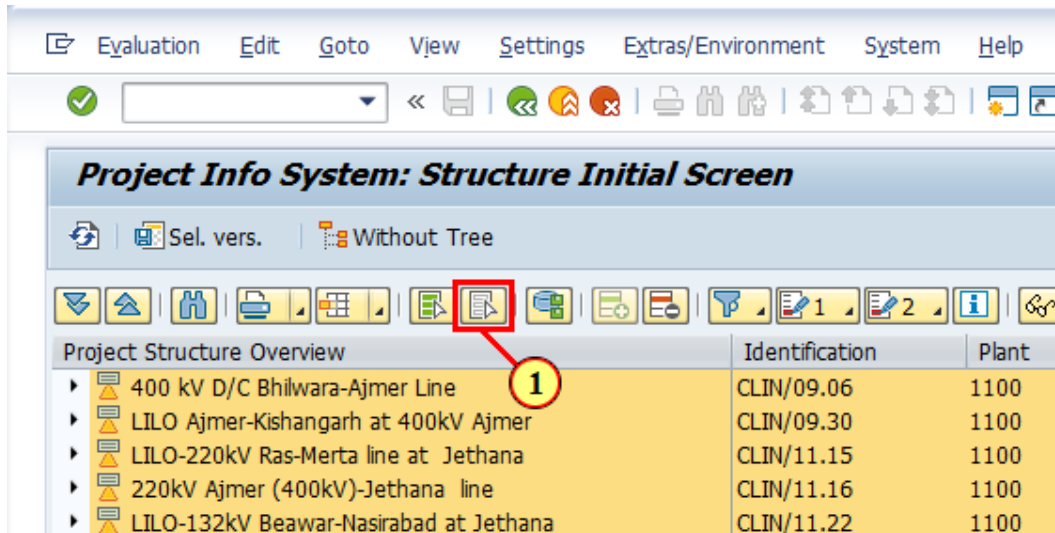 Evaluation Edit Goto View Settings Extras/Environment System Help
Project Info System: Structure Initial Screen
Sel. vers. Without Tree
1 2
Project Structure Overview Identification Plant
1
400 kV D/C Bhilwara-Ajmer Line CLIN/09.06 1100
LILO Ajmer-Kishangarh at 400kV Ajmer CLIN/09.30 1100
LILO-220kV Ras-Merta line at Jethana CLIN/11.15 1100
220kV Ajmer (400kV)-Jethana line CLIN/11.16 1100
LILO-132kV Beawar-Nasirabad at Jethana CLIN/11.22 1100